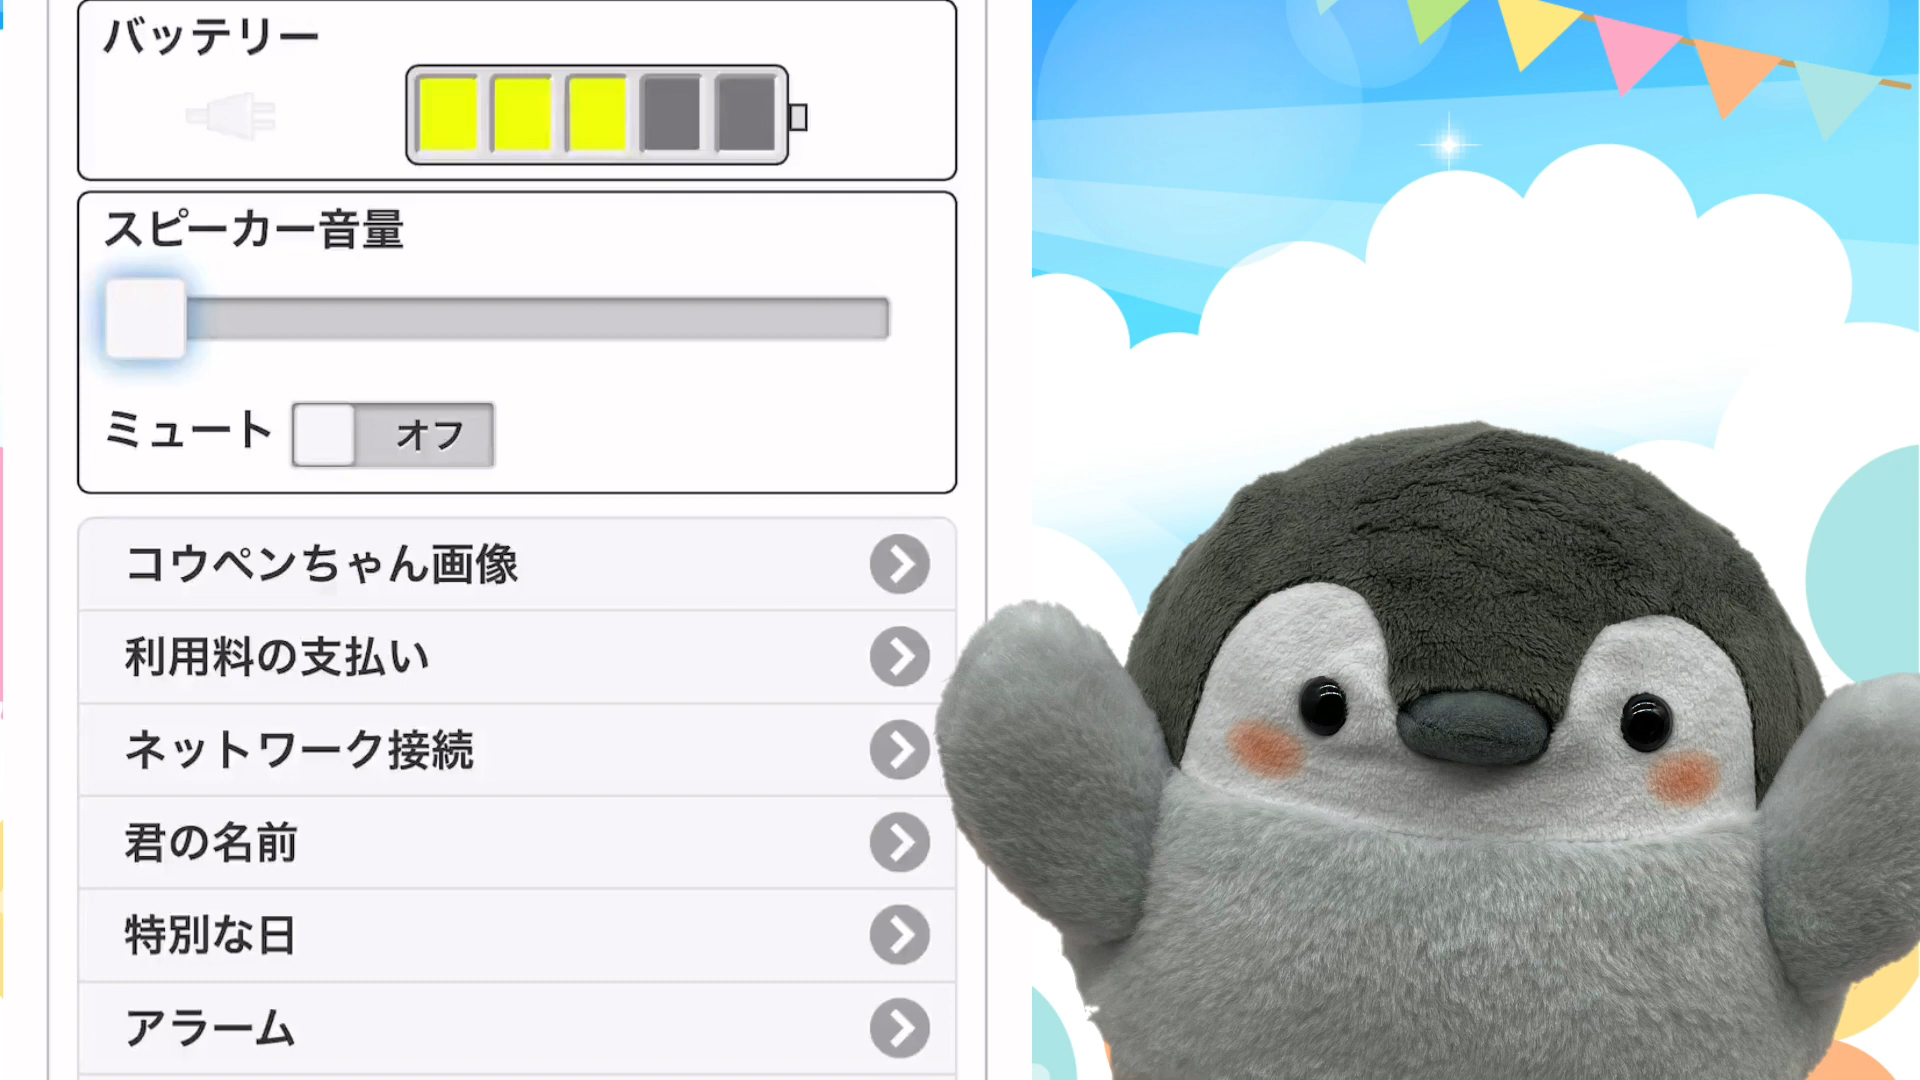 バッテリー
スピーカー音量
ミュート オフ
コウペンちゃん画像
利用料の支払い
ネットワーク接続
君の名前
特別な日
アラーム